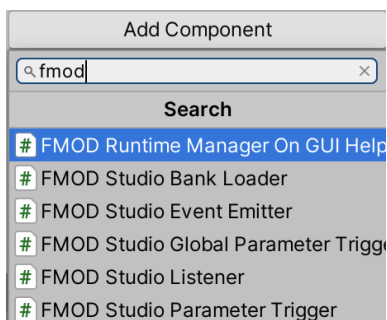 Add Component
fmod
Search
FMOD Runtime Manager On GUI Help
FMOD Studio Bank Loader
FMOD Studio Event Emitter
FMOD Studio Global Parameter Trigge
FMOD Studio Listener
FMOD Studio Parameter Trigger